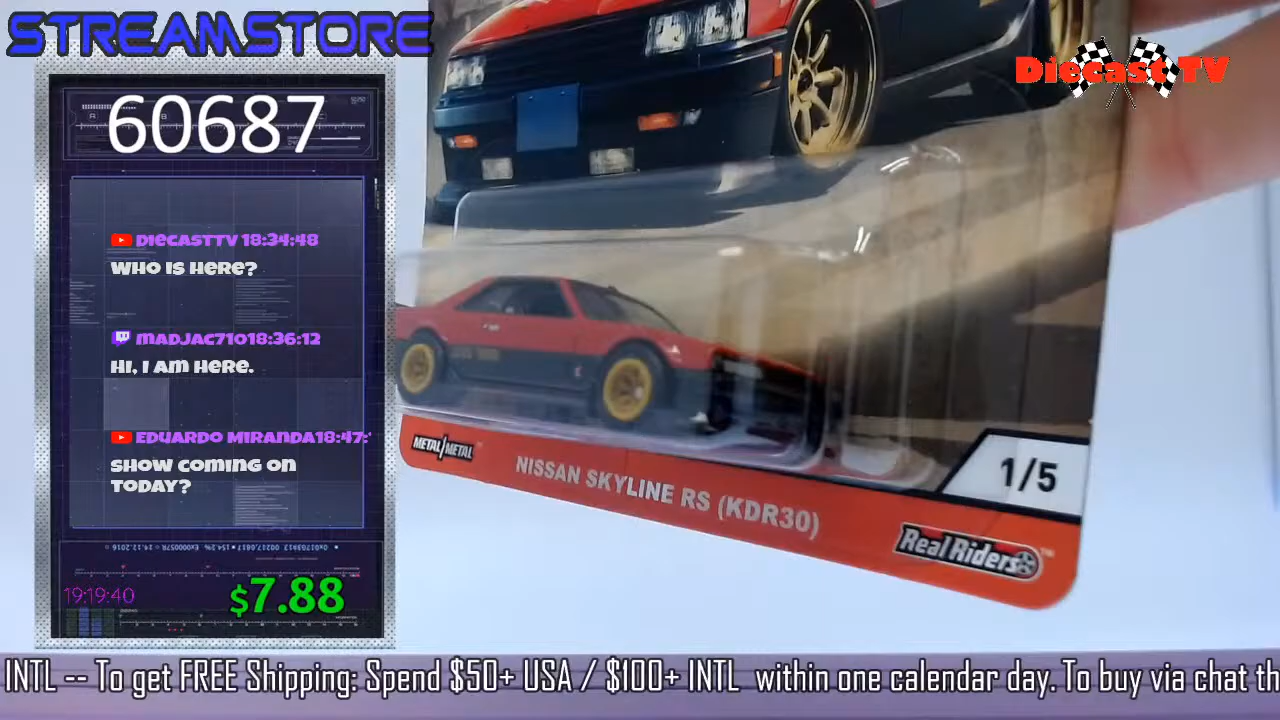 STREAMSTORE
60687
DIECASTTV 18:34:48
WHO IS HERE?
MADJAC71018:36:12
HI, I AM HERE.
EDUARDO MIRANDA18:47:
SHOW COMING ON
TODAY?
19:19:40
$7.88
Diecast TV
METAL/METAL
NISSAN SKYLINE RS (KDR30)
1/5
Real Riders
INTL -- To get FREE Shipping: Spend $50+ USA / $100+ INTL within one calendar day. To buy via chat th